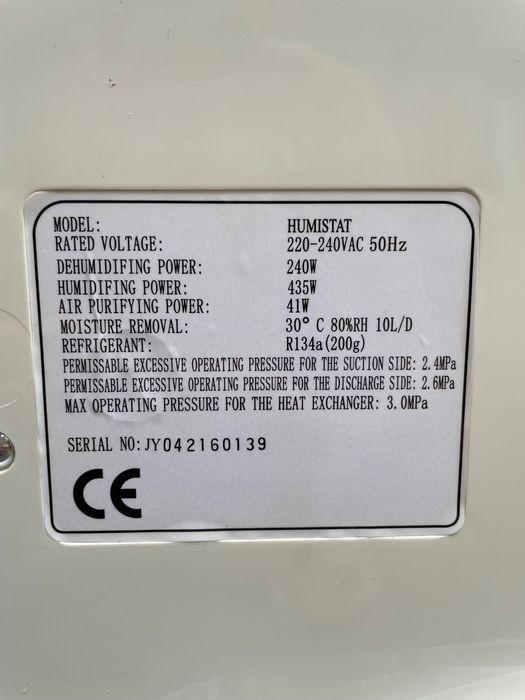 MODEL: HUMISTAT
RATED VOLTAGE: 220-240VAC 50Hz
DEHUMIDIFING POWER: 240W
HUMIDIFING POWER: 435W
AIR PURIFYING POWER: 41W
MOISTURE REMOVAL: 30° C 80%RH 10L/D
REFRIGERANT: R134a(200g)
PERMISSABLE EXCESSIVE OPERATING PRESSURE FOR THE SUCTION SIDE: 2.4MPa
PERMISSABLE EXCESSIVE OPERATING PRESSURE FOR THE DISCHARGE SIDE: 2.6MPa
MAX OPERATING PRESSURE FOR THE HEAT EXCHANGER: 3.0MPa
SERIAL NO: JY042160139
CE